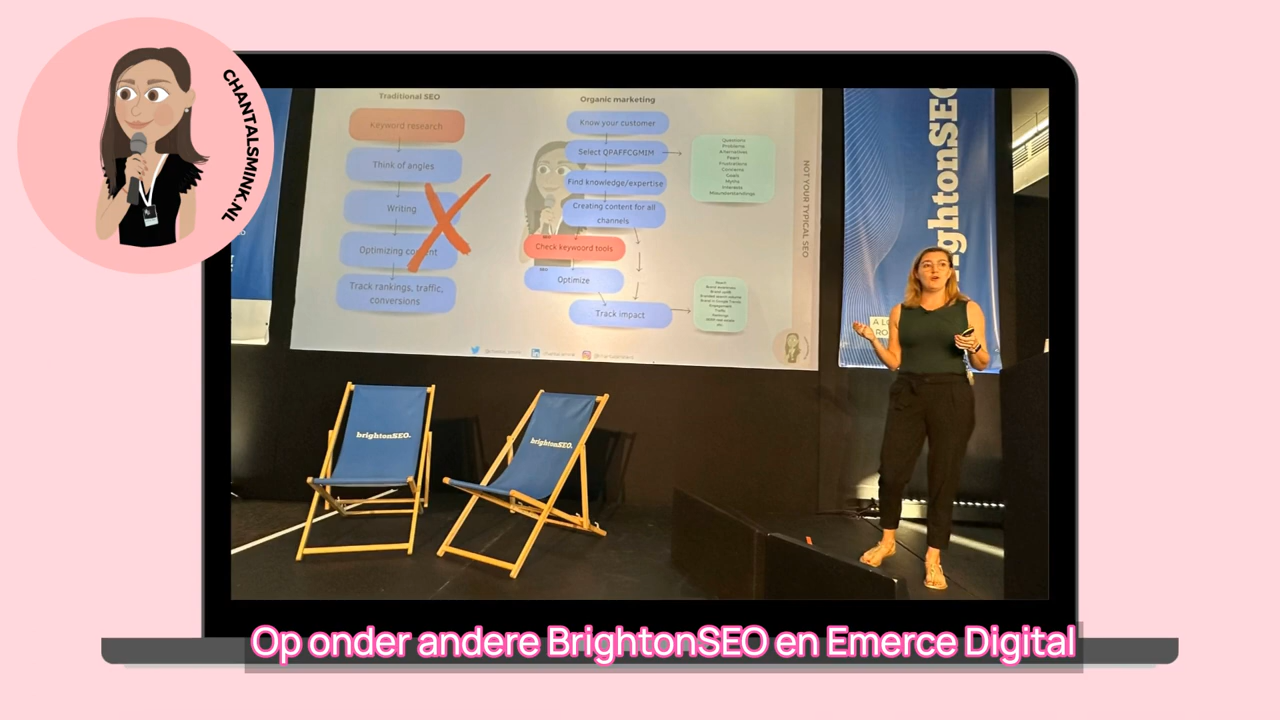 CHANTALSMINK.NL
Traditional SEO
Keyword research
Think of angles
Writing
Optimizing content
Track rankings, traffic,
conversions
Organic marketing
Know your customer
Select QPAFFCGMIM
Find knowledge/expertise
Creating content for all
channels
Check keywoord tools
Optimize
Track impact
Questions
Problems
Alternatives
Fears
Frustrations
Concerns
Goals
Myths
Interests
Misunderstandings
NOT YOUR TYPICAL SEO
ightonSEO
brightonSEO.
brightonSEO.
Op onder andere BrightonSEO en Emerce Digital